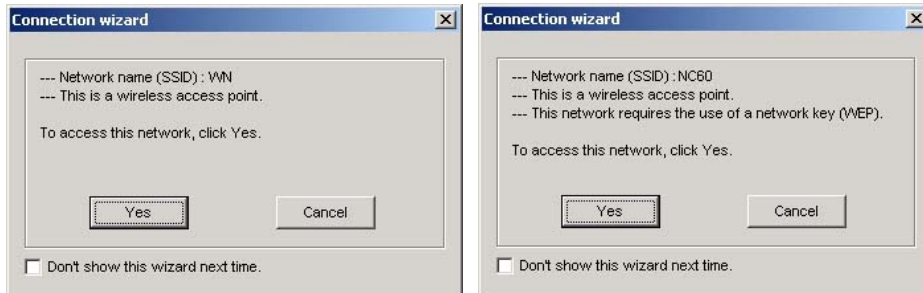 Connection wizard
--- Network name (SSID) : WN
--- This is a wireless access point.
To access this network, click Yes.
Yes
Cancel
Don't show this wizard next time.
Connection wizard
--- Network name (SSID) : NC60
--- This is a wireless access point.
--- This network requires the use of a network key (WEP).
To access this network, click Yes.
Yes
Cancel
Don't show this wizard next time.